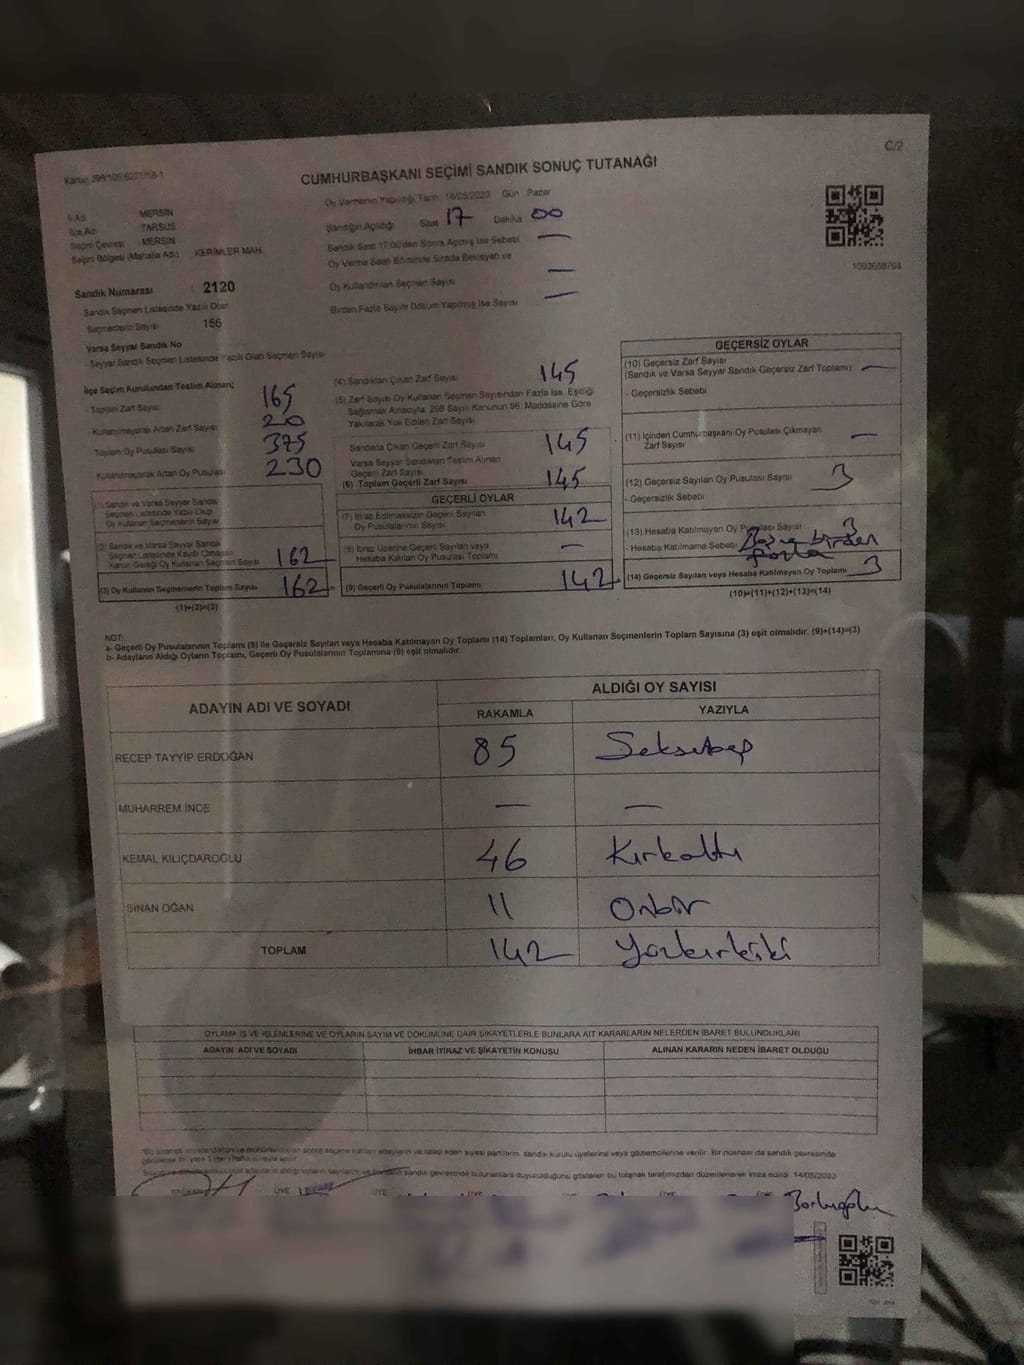 C/2
CUMHURBAŞKANI SEÇİMİ SANDIK SONUÇ TUTANAĞI
Oy Vermenin Yapıldığı Tarih 14/05/2023 Gün Pazar
İli Adı MERSİN
İlçe Adı TARSUS
Seçim Çevresi MERSİN
Seçim Bölgesi (Mahalle Adı) KERİMLER MAH.
Sandığın Açıldığı Saat 17 Dakika 00
Sandık Saat 17:00'den Sonra Açılmış İse Sebebi —
Oy Verme Saati Bitiminde Sırada Bekleyen ve
Oy Kullandırılan Seçmen Sayısı —
Birden Fazla Sayım Döküm Yapılmış İse Sayısı —
Sandık Numarası 2120
Sandık Seçmen Listesinde Yazılı Olan
Seçmenlerin Sayısı 156
Varsa Seyyar Sandık No
- Seyyar Sandık Seçmen Listesinde Yazılı Olan Seçmen Sayısı
İlçe Seçim Kurulundan Teslim Alınan;
Toplam Zarf Sayısı 165
Kullanılmayarak Artan Zarf Sayısı 20
Toplam Oy Pusulası Sayısı 375
Kullanılmayarak Artan Oy Pusulası 230
(1) Sandık ve Varsa Seyyar Sandık
Seçmen Listesinde Yazılı Olup
Oy Kullanan Seçmenlerin Sayısı
(2) Sandık ve Varsa Seyyar Sandık
Seçmen Listesinde Kayıtlı Olmayan
Kanun Gereği Oy Kullanan Seçmen Sayısı 162
(3) Oy Kullanan Seçmenlerin Toplam Sayısı 162
(1)+(2)=(3)
(4) Sandıktan Çıkan Zarf Sayısı 145
(5) Zarf Sayısı Oy Kullanan Seçmen Sayısından Fazla İse, Eşitliği
Sağlamak Amacıyla, 298 Sayılı Kanunun 98. Maddesine Göre
Yakılarak Yok Edilen Zarf Sayısı
Sandıkta Çıkan Geçerli Zarf Sayısı 145
Varsa Seyyar Sandıktan Teslim Alınan
Geçerli Zarf Sayısı
(6) Toplam Geçerli Zarf Sayısı 145
GEÇERLİ OYLAR
(7) İtiraz Edilmeksizin Geçerli Sayılan
Oy Pusulalarının Sayısı 142
(8) İtiraz Üzerine Geçerli Sayılan veya
Hesaba Katılan Oy Pusulası Toplamı —
(9) Geçerli Oy Pusulalarının Toplamı 142
GEÇERSİZ OYLAR
(10) Geçersiz Zarf Sayısı
(Sandık ve Varsa Seyyar Sandık Geçersiz Zarf Toplamı) —
- Geçersizlik Sebebi
(11) İçinden Cumhurbaşkanı Oy Pusulası Çıkmayan
Zarf Sayısı —
(12) Geçersiz Sayılan Oy Pusulası Sayısı 3
- Geçersizlik Sebebi
(13) Hesaba Katılmayan Oy Pusulası Sayısı 3
- Hesaba Katılmama Sebebi birden
fazla
(14) Geçersiz Sayılan veya Hesaba Katılmayan Oy Toplamı 3
(10)+(11)+(12)+(13)=(14)
NOT:
a- Geçerli Oy Pusulalarının Toplamı (9) ile Geçersiz Sayılan veya Hesaba Katılmayan Oy Toplamı (14) Toplamları, Oy Kullanan Seçmenlerin Toplam Sayısına (3) eşit olmalıdır. (9)+(14)=(3)
b- Adayların Aldığı Oyların Toplamı, Geçerli Oy Pusulalarının Toplamına (9) eşit olmalıdır.
ADAYIN ADI VE SOYADI ALDIĞI OY SAYISI
RAKAMLA YAZIYLA
RECEP TAYYİP ERDOĞAN 85 Seksenbeş
MUHARREM İNCE — —
KEMAL KILIÇDAROĞLU 46 Kırkaltı
SİNAN OĞAN 11 Onbir
TOPLAM 142 Yüzkırkiki
OYLAMA İŞ VE İŞLEMLERİNE VE OYLARIN SAYIM VE DÖKÜMÜNE DAİR ŞİKAYETLERLE BUNLARA AİT KARARLARIN NELERDEN İBARET BULUNDUKLARI
ADAYIN ADI VE SOYADI İHBAR İTİRAZ VE ŞİKAYETİN KONUSU ALINAN KARARIN NEDEN İBARET OLDUĞU
BAŞKAN ÜYE ÜYE ÜYE ÜYE